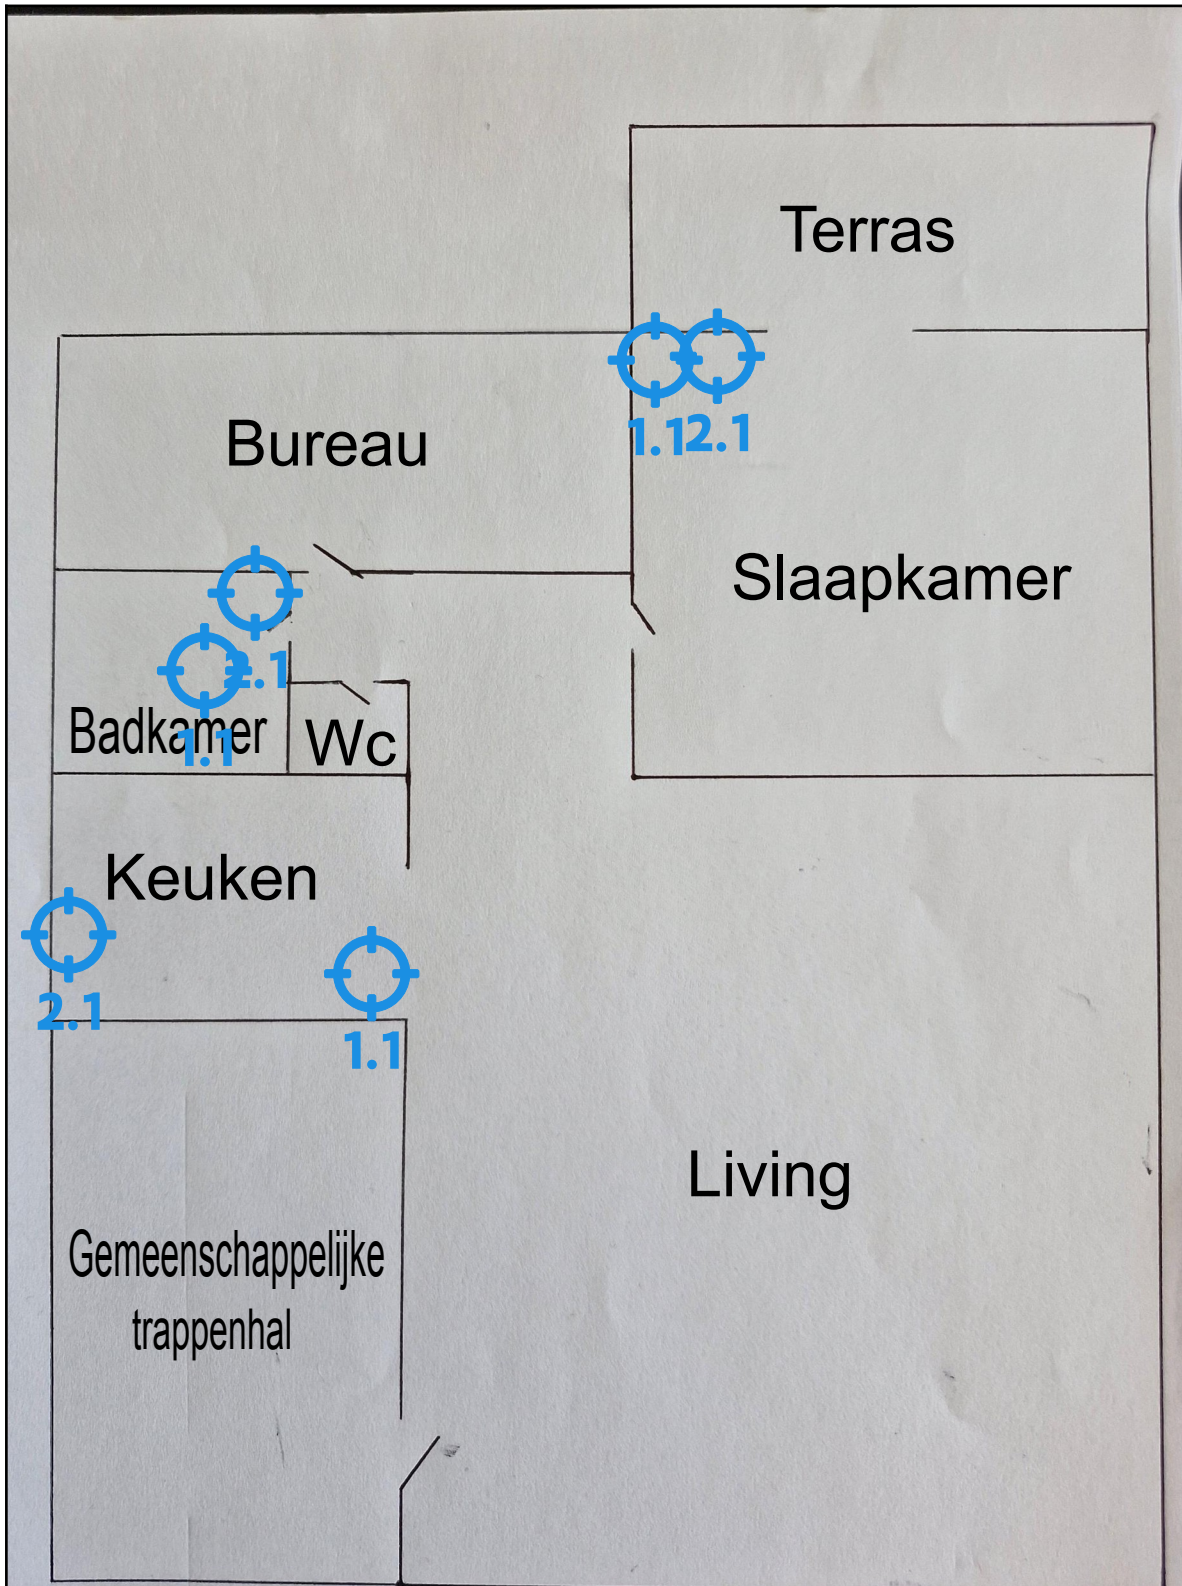 Terras
Bureau
1.1
2.1
Slaapkamer
2.1
Badkamer
1.1
Wc
Keuken
2.1
1.1
Living
Gemeenschappelijke
trappenhal